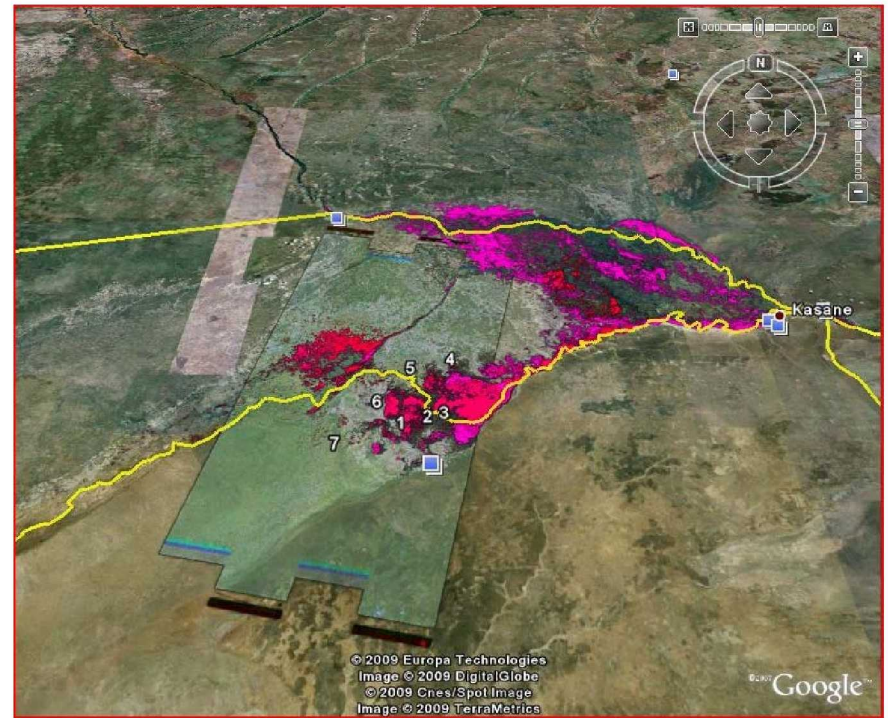 N
Kasane
4
5
6
2
3
1
7
© 2009 Europa Technologies
Image © 2009 DigitalGlobe
© 2009 Cnes/Spot Image
Image © 2009 TerraMetrics
Google™